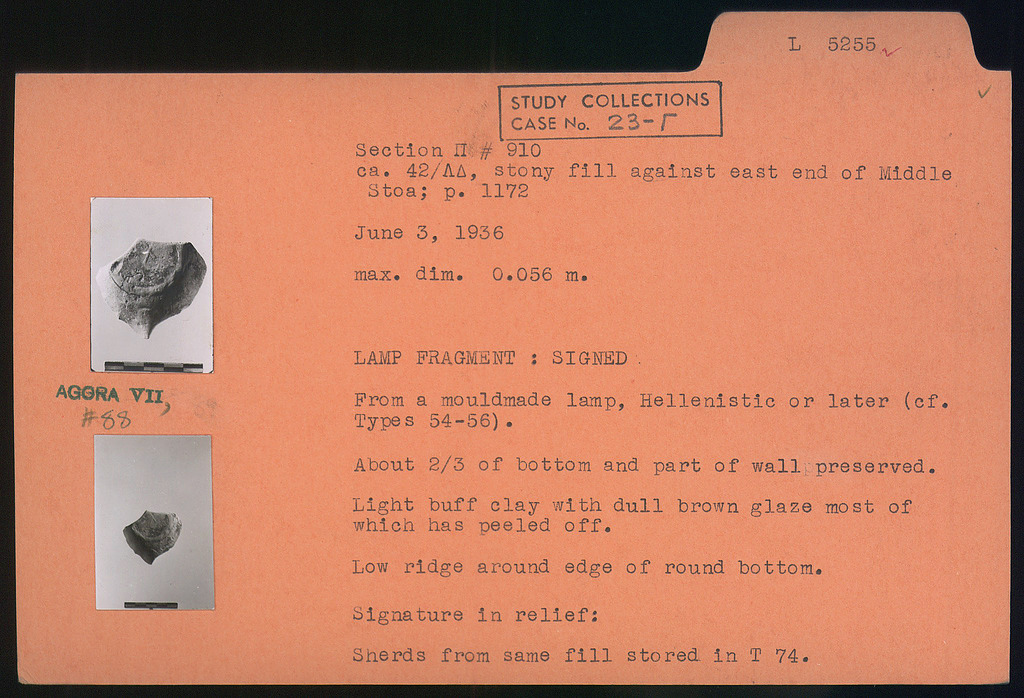 L 5255
STUDY COLLECTIONS
CASE No. 23-Γ
Section Π # 910
ca. 42/ΛΔ, stony fill against east end of Middle
Stoa; p. 1172
June 3, 1936
max. dim. 0.056 m.
LAMP FRAGMENT : SIGNED
AGORA VII,
#88
From a mouldmade lamp, Hellenistic or later (cf.
Types 54-56).
About 2/3 of bottom and part of wall preserved.
Light buff clay with dull brown glaze most of
which has peeled off.
Low ridge around edge of round bottom.
Signature in relief:
Sherds from same fill stored in T 74.